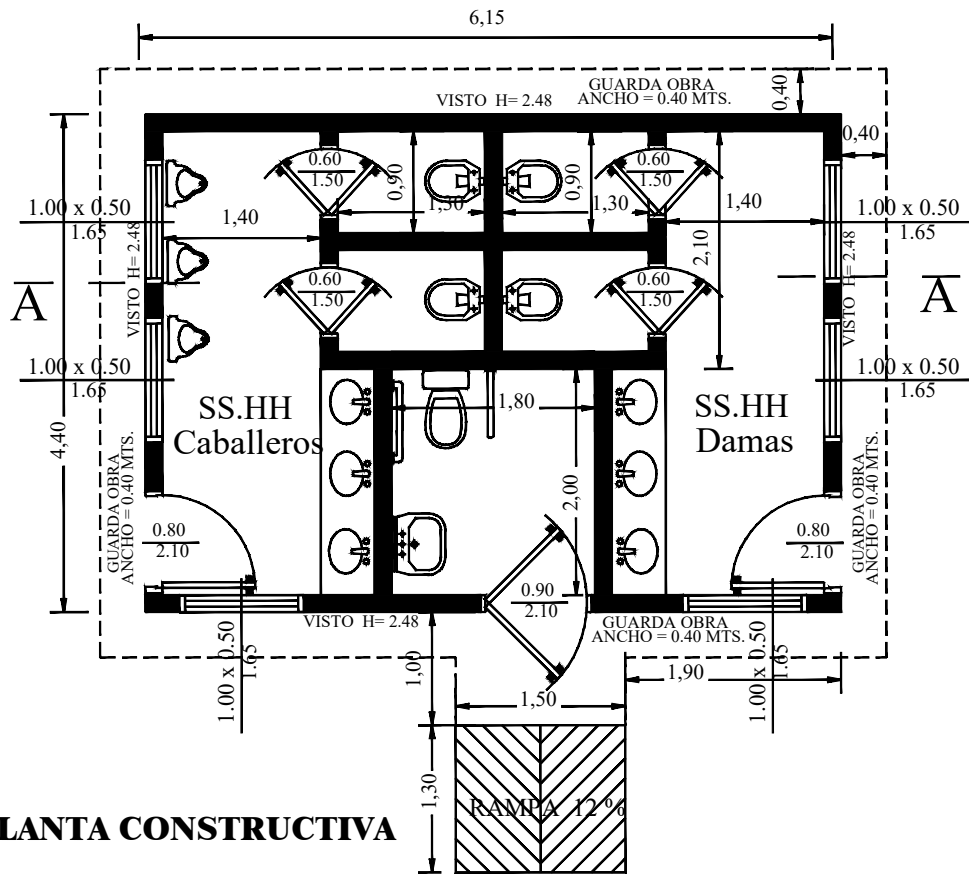 6,15
GUARDA OBRA
ANCHO = 0.40 MTS.
VISTO H= 2.48
0,40
0,40
0.60
1.50
0,90
1,30
0,90
1,30
0.60
1.50
1,40
1,40
2,10
1.00 x 0.50
1.65
1.00 x 0.50
1.65
VISTO H= 2.48
VISTO H= 2.48
A
A
0.60
1.50
0.60
1.50
1.00 x 0.50
1.65
1.00 x 0.50
1.65
4,40
SS.HH
Caballeros
1,80
SS.HH
Damas
2,00
GUARDA OBRA
ANCHO = 0.40 MTS.
GUARDA OBRA
ANCHO = 0.40 MTS.
0.80
2.10
0.80
2.10
0.90
2.10
VISTO H= 2.48
GUARDA OBRA
ANCHO = 0.40 MTS.
1.00 x 0.50
1.65
1.00 x 0.50
1.65
1,00
1,50
1,90
1,30
RAMPA 12 %
LANTA CONSTRUCTIVA